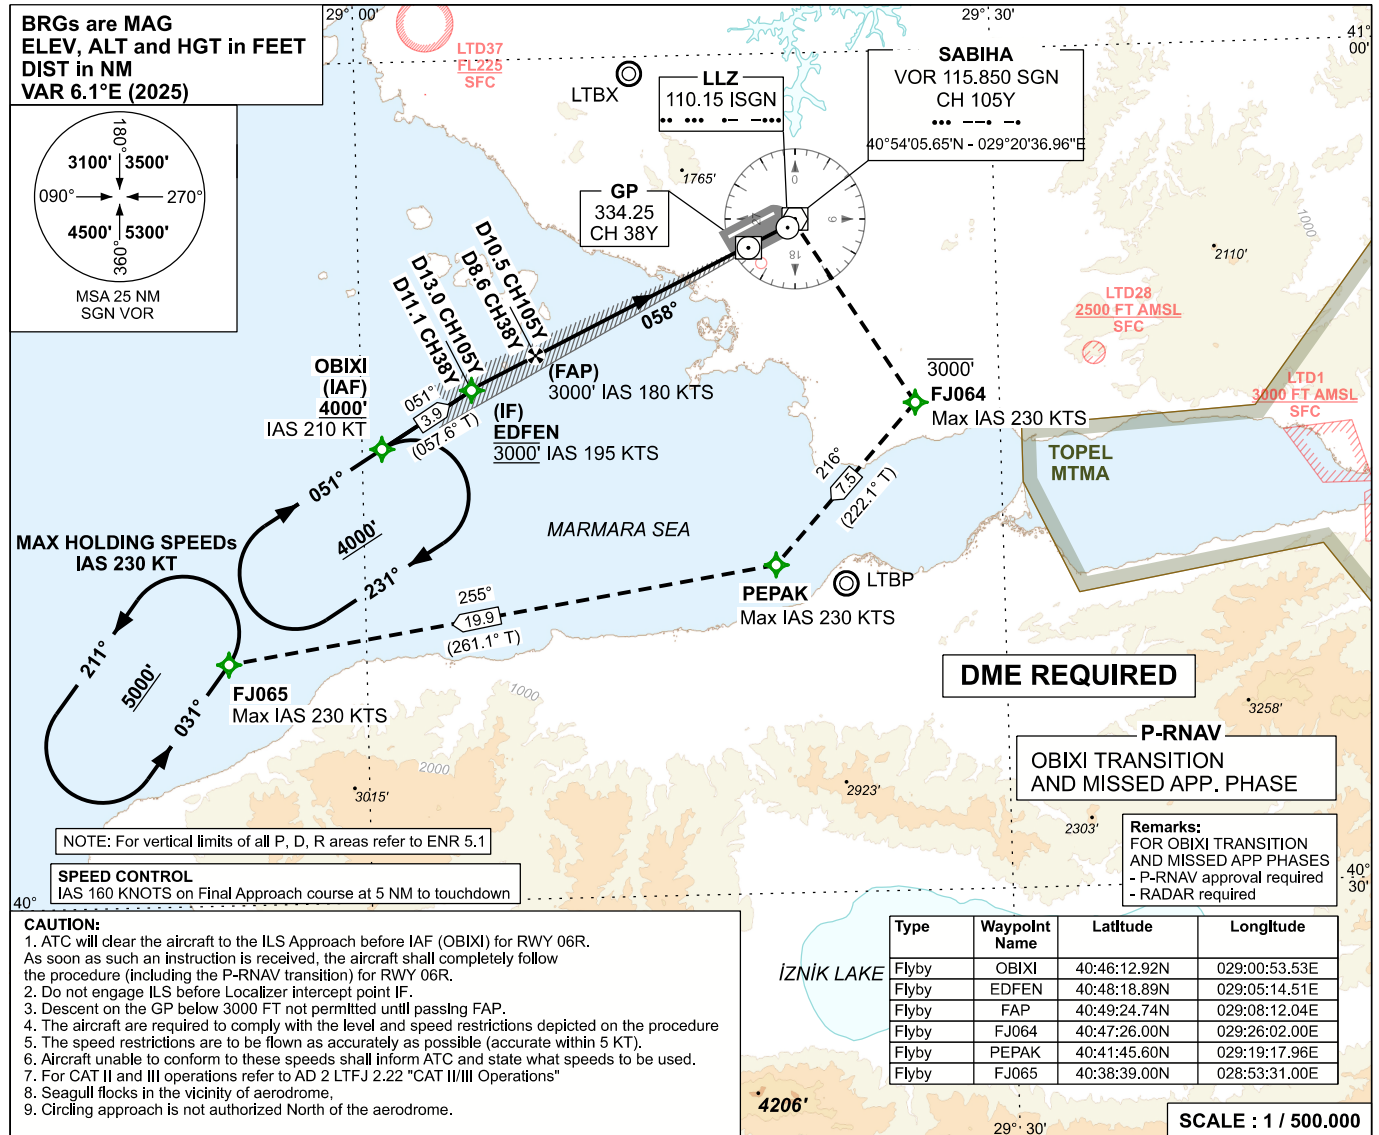 BRGs are MAG
ELEV, ALT and HGT in FEET
DIST in NM
VAR 6.1°E (2025)
29° 00'
29° 30'
41°
00'
180°
3100'
3500'
090°
270°
4500'
5300'
360°
MSA 25 NM
SGN VOR
LTD37
FL225
SFC
LTBX
LLZ
110.15 ISGN
SABIHA
VOR 115.850 SGN
CH 105Y
40°54'05.65'N - 029°20'36.96"E
1765'
GP
334.25
CH 38Y
0
9
18
27
1000
2110'
LTD28
2500 FT AMSL
SFC
LTD1
3000 FT AMSL
SFC
D10.5 CH105Y
D8.6 CH38Y
D13.0 CH105Y
D11.1 CH38Y
058°
OBIXI
(IAF)
4000'
IAS 210 KT
051°
3.9
(057.6° T)
(FAP)
3000' IAS 180 KTS
(IF)
EDFEN
3000' IAS 195 KTS
3000'
FJ064
Max IAS 230 KTS
TOPEL
MTMA
216°
7.5
(222.1° T)
051°
4000'
231°
MARMARA SEA
MAX HOLDING SPEEDs
IAS 230 KT
LTBP
PEPAK
Max IAS 230 KTS
255°
19.9
(261.1° T)
211°
5000'
031°
FJ065
Max IAS 230 KTS
1000
DME REQUIRED
3258'
P-RNAV
OBIXI TRANSITION
AND MISSED APP. PHASE
2000
3015'
2923'
2303'
Remarks:
FOR OBIXI TRANSITION
AND MISSED APP PHASES
- P-RNAV approval required
- RADAR required
40°
30'
NOTE: For vertical limits of all P, D, R areas refer to ENR 5.1
SPEED CONTROL
IAS 160 KNOTS on Final Approach course at 5 NM to touchdown
40°
CAUTION:
1. ATC will clear the aircraft to the ILS Approach before IAF (OBIXI) for RWY 06R.
As soon as such an instruction is received, the aircraft shall completely follow
the procedure (including the P-RNAV transition) for RWY 06R.
2. Do not engage ILS before Localizer intercept point IF.
3. Descent on the GP below 3000 FT not permitted until passing FAP.
4. The aircraft are required to comply with the level and speed restrictions depicted on the procedure
5. The speed restrictions are to be flown as accurately as possible (accurate within 5 KT).
6. Aircraft unable to conform to these speeds shall inform ATC and state what speeds to be used.
7. For CAT II and III operations refer to AD 2 LTFJ 2.22 "CAT II/III Operations"
8. Seagull flocks in the vicinity of aerodrome,
9. Circling approach is not authorized North of the aerodrome.
İZNİK LAKE
Type Waypoint Name Latitude Longitude
Flyby OBIXI 40:46:12.92N 029:00:53.53E
Flyby EDFEN 40:48:18.89N 029:05:14.51E
Flyby FAP 40:49:24.74N 029:08:12.04E
Flyby FJ064 40:47:26.00N 029:26:02.00E
Flyby PEPAK 40:41:45.60N 029:19:17.96E
Flyby FJ065 40:38:39.00N 028:53:31.00E
4206'
29° 30'
SCALE : 1 / 500.000